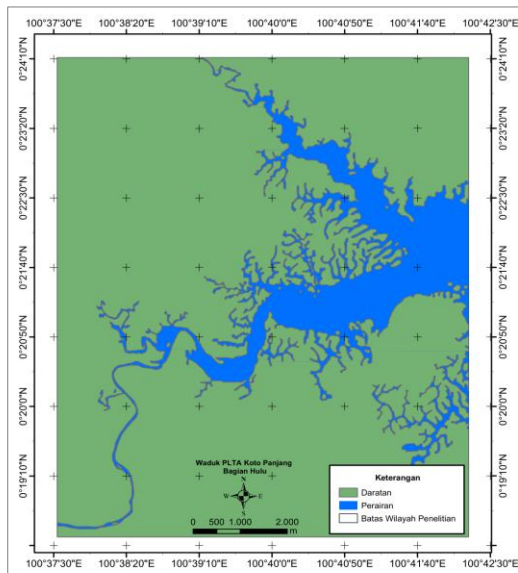 100°37'30"E 100°38'20"E 100°39'10"E 100°40'0"E 100°40'50"E 100°41'40"E 100°42'30"E
0°24'10"N 0°24'10"N
0°23'20"N 0°23'20"N
0°22'30"N 0°22'30"N
0°21'40"N 0°21'40"N
0°20'50"N 0°20'50"N
0°20'0"N 0°20'0"N
0°19'10"N 0°19'10"N
Waduk PLTA Koto Panjang
Bagian Hulu
N
W E
S
0 500 1.000 2.000
m
Keterangan
Daratan
Perairan
Batas Wilayah Penelitian
100°37'30"E 100°38'20"E 100°39'10"E 100°40'0"E 100°40'50"E 100°41'40"E 100°42'30"E